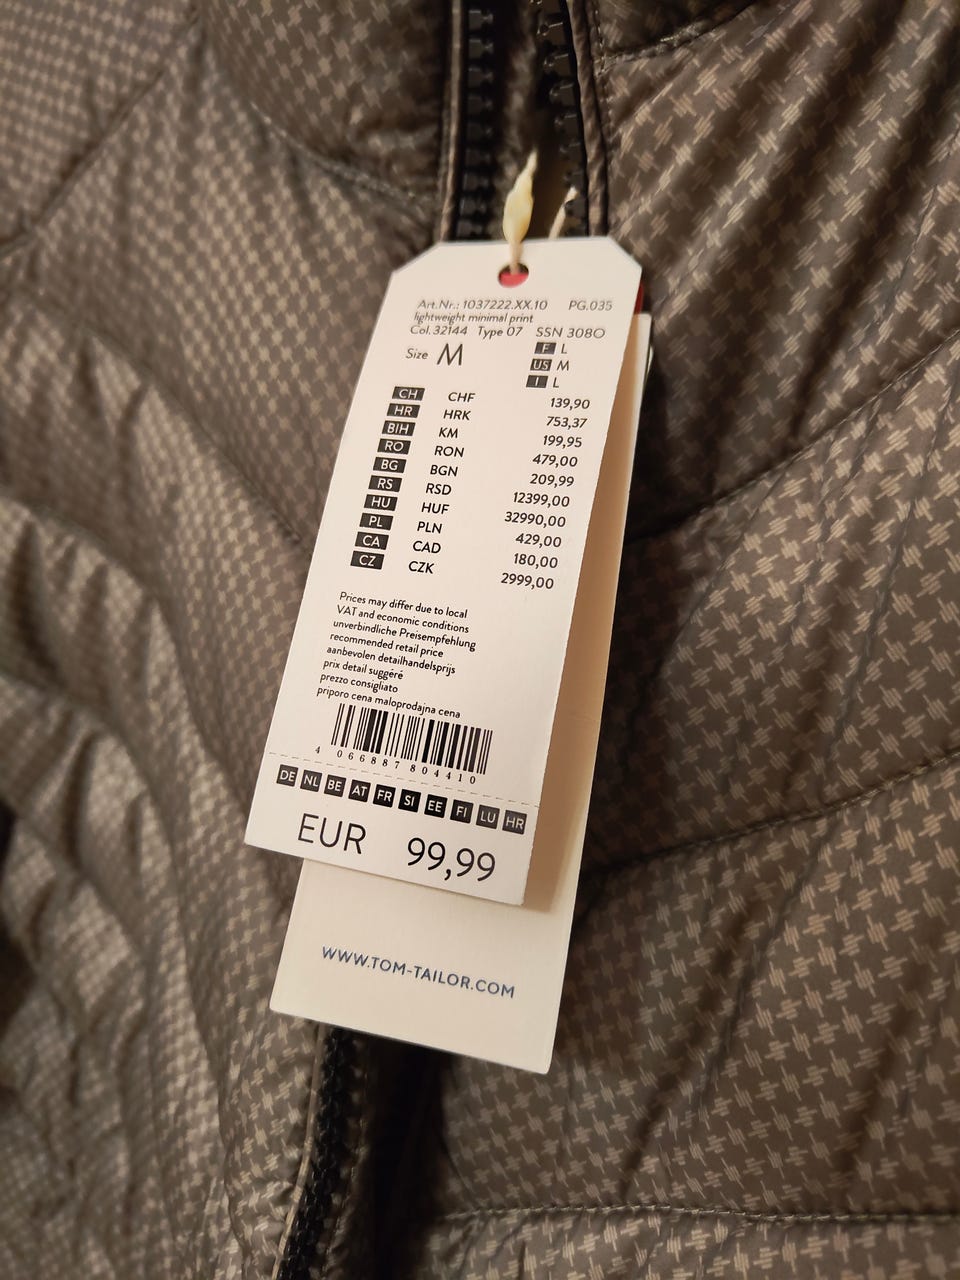 Art.Nr.: 1037222.XX.10 PG.035
lightweight minimal print
Col.32144 Type 07 SSN 3080
Size M
F L
US M
I L
CH CHF 139,90
HR HRK 753,37
BIH KM 199,95
RO RON 479,00
BG BGN 209,99
RS RSD 12399,00
HU HUF 32990,00
PL PLN 429,00
CA CAD 180,00
CZ CZK 2999,00
Prices may differ due to local
VAT and economic conditions
unverbindliche Preisempfehlung
recommended retail price
aanbevolen detailhandelsprijs
prix detail suggéré
prezzo consigliato
priporo cena maloprodajna cena
4 066887 804410
DE NL BE AT FR SI EE FI LU HR
EUR 99,99
WWW.TOM-TAILOR.COM